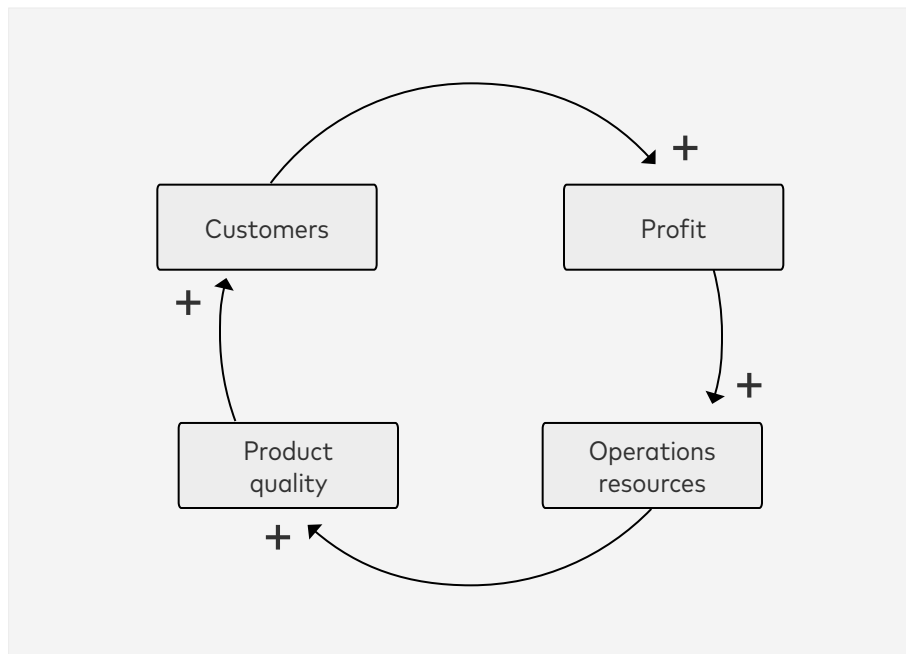 +
Customers
Profit
+
+
Product
quality
Operations
resources
+